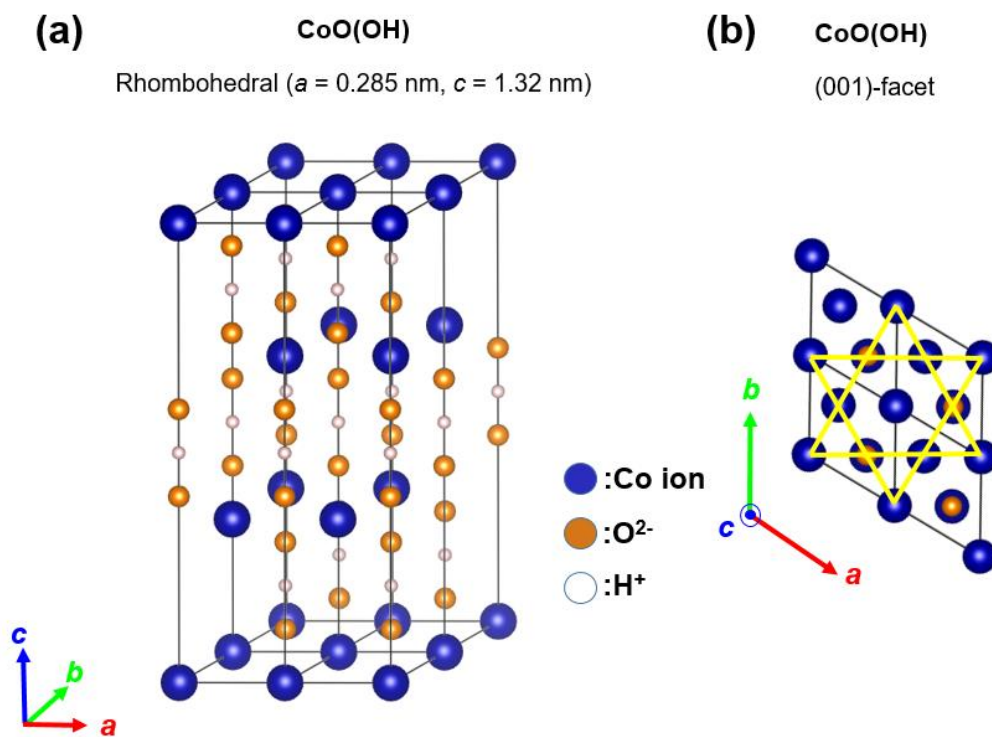 (a)
CoO(OH)
Rhombohedral (a = 0.285 nm, c = 1.32 nm)
c
b
a
:Co ion
:O²⁻
:H⁺
(b)
CoO(OH)
(001)-facet
b
c
a